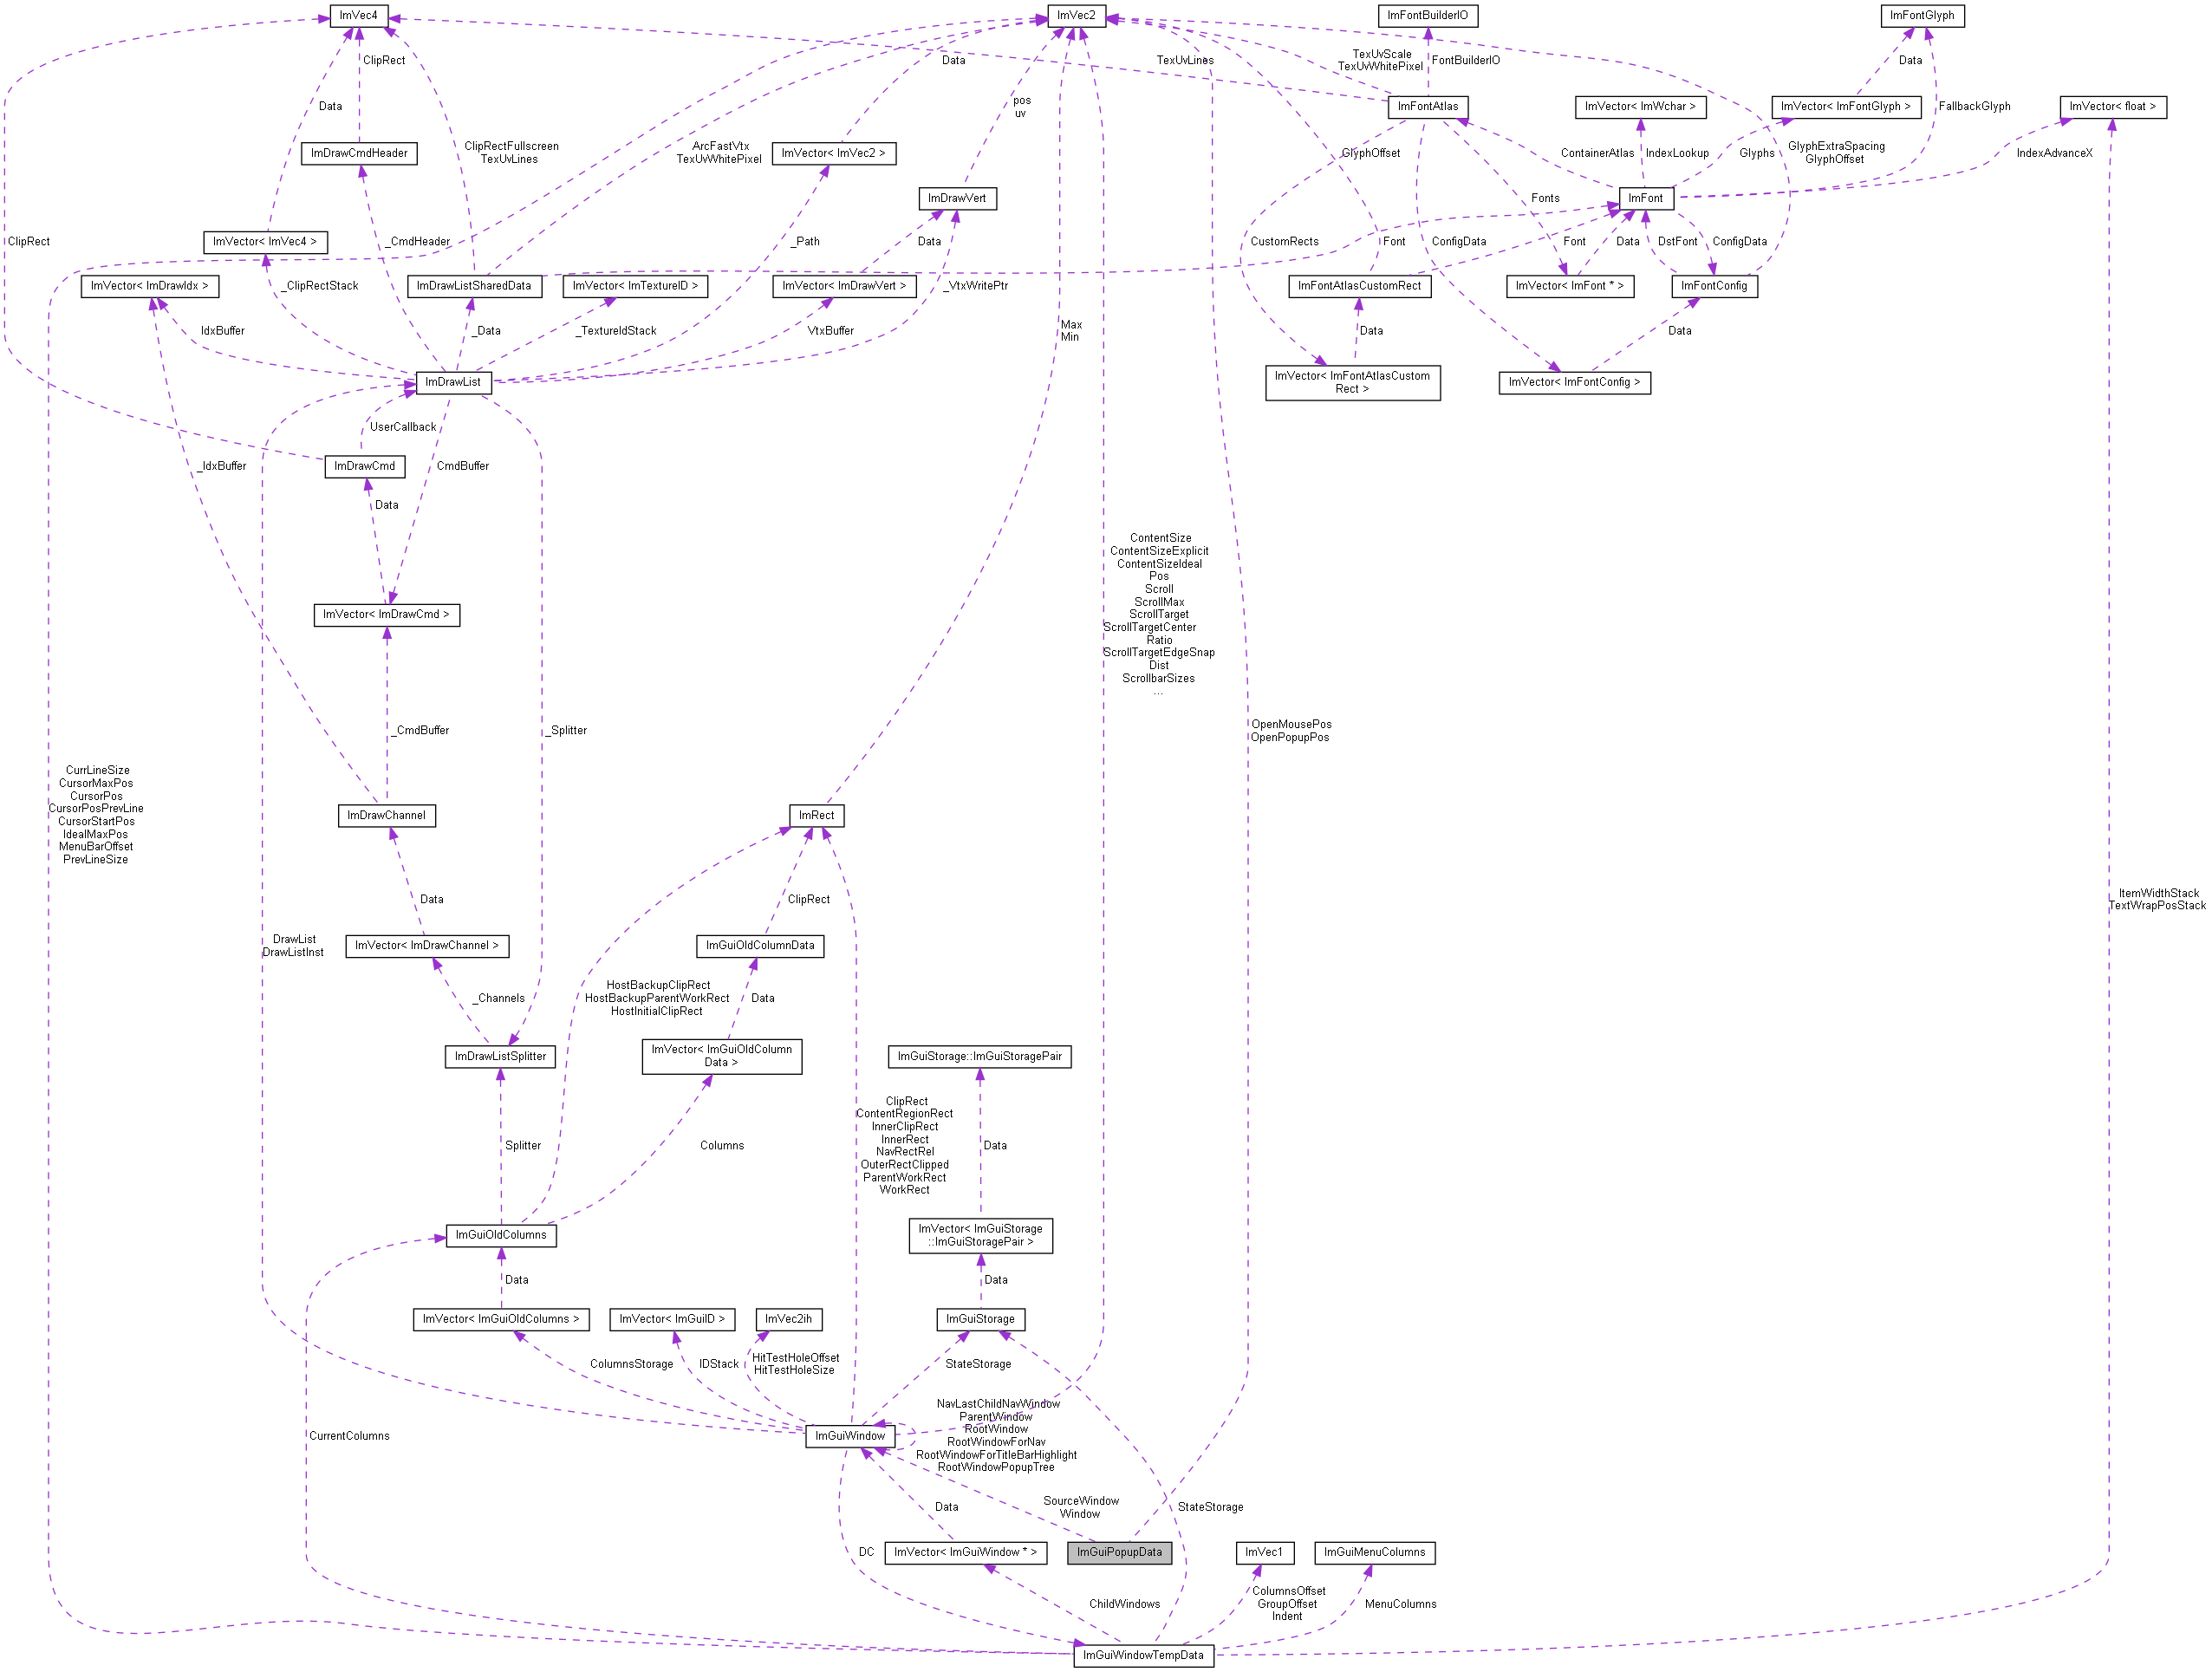 ImVec4
ImVec2
ImFontBuilderIO
ImFontGlyph
ClipRect
Data
TexUvLines
TexUvScale
TexUvWhitePixel
FontBuilderIO
Data
Data
pos
uv
ImFontAtlas
ImVector< ImWchar >
ImVector< ImFontGlyph >
FallbackGlyph
ImVector< float >
ImDrawCmdHeader
ClipRectFullscreen
TexUvLines
ArcFastVtx
TexUvWhitePixel
ImVector< ImVec2 >
GlyphOffset
ContainerAtlas
IndexLookup
Glyphs
GlyphExtraSpacing
GlyphOffset
IndexAdvanceX
ImDrawVert
Fonts
ImFont
ClipRect
ImVector< ImVec4 >
_CmdHeader
_Path
Data
CustomRects
Font
ConfigData
Font
Data
DstFont
ConfigData
ImVector< ImDrawIdx >
_ClipRectStack
ImDrawListSharedData
ImVector< ImTextureID >
ImVector< ImDrawVert >
_VtxWritePtr
ImFontAtlasCustomRect
ImVector< ImFont * >
ImFontConfig
IdxBuffer
_Data
_TextureIdStack
VtxBuffer
Max
Min
Data
Data
ImDrawList
ImVector< ImFontAtlasCustom
Rect >
ImVector< ImFontConfig >
UserCallback
_IdxBuffer
ImDrawCmd
CmdBuffer
Data
ContentSize
ContentSizeExplicit
ContentSizeIdeal
Pos
Scroll
ScrollMax
ScrollTarget
ScrollTargetCenter
Ratio
ScrollTargetEdgeSnap
Dist
ScrollbarSizes
...
ImVector< ImDrawCmd >
_CmdBuffer
_Splitter
OpenMousePos
OpenPopupPos
CurrLineSize
CursorMaxPos
CursorPos
CursorPosPrevLine
CursorStartPos
IdealMaxPos
MenuBarOffset
PrevLineSize
ImDrawChannel
ImRect
Data
ClipRect
ItemWidthStack
TextWrapPosStack
DrawList
DrawListInst
ImVector< ImDrawChannel >
ImGuiOldColumnData
_Channels
HostBackupClipRect
HostBackupParentWorkRect
HostInitialClipRect
Data
ImDrawListSplitter
ImVector< ImGuiOldColumn
Data >
ImGuiStorage::ImGuiStoragePair
Splitter
Columns
ClipRect
ContentRegionRect
InnerClipRect
InnerRect
NavRectRel
OuterRectClipped
ParentWorkRect
WorkRect
Data
ImGuiOldColumns
ImVector< ImGuiStorage
::ImGuiStoragePair >
Data
Data
ImVector< ImGuiOldColumns >
ImVector< ImGuiID >
ImVec2ih
ImGuiStorage
ColumnsStorage
IDStack
HitTestHoleOffset
HitTestHoleSize
StateStorage
CurrentColumns
ImGuiWindow
NavLastChildNavWindow
ParentWindow
RootWindow
RootWindowForNav
RootWindowForTitleBarHighlight
RootWindowPopupTree
Data
SourceWindow
Window
StateStorage
DC
ImVector< ImGuiWindow * >
ImGuiPopupData
ImVec1
ImGuiMenuColumns
ChildWindows
ColumnsOffset
GroupOffset
Indent
MenuColumns
ImGuiWindowTempData